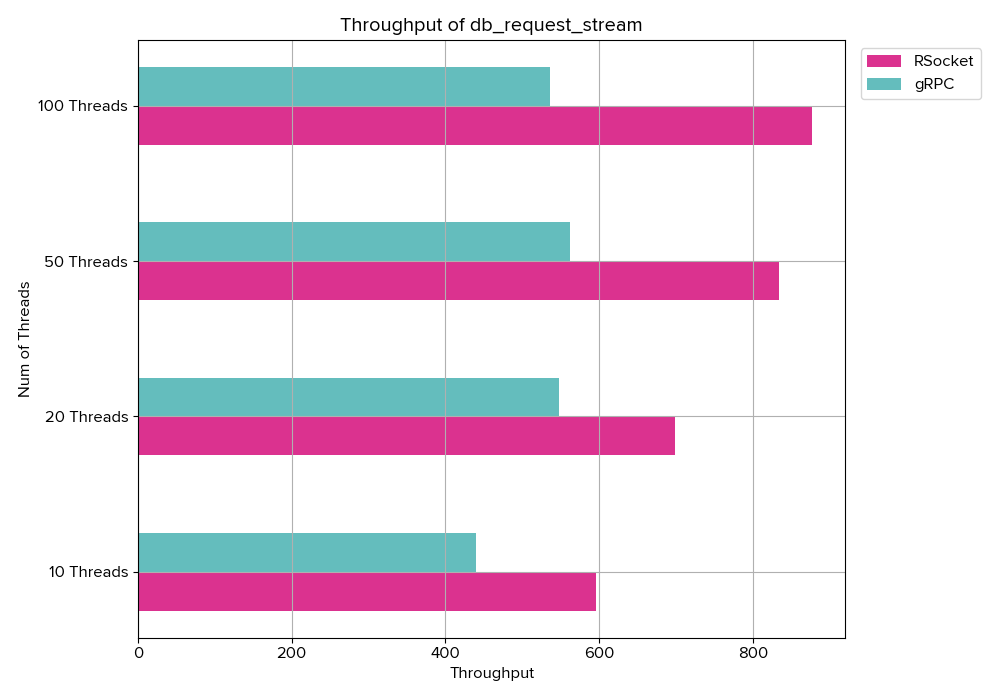 Throughput of db_request_stream
RSocket
gRPC
100 Threads
50 Threads
20 Threads
10 Threads
Num of Threads
0 200 400 600 800
Throughput